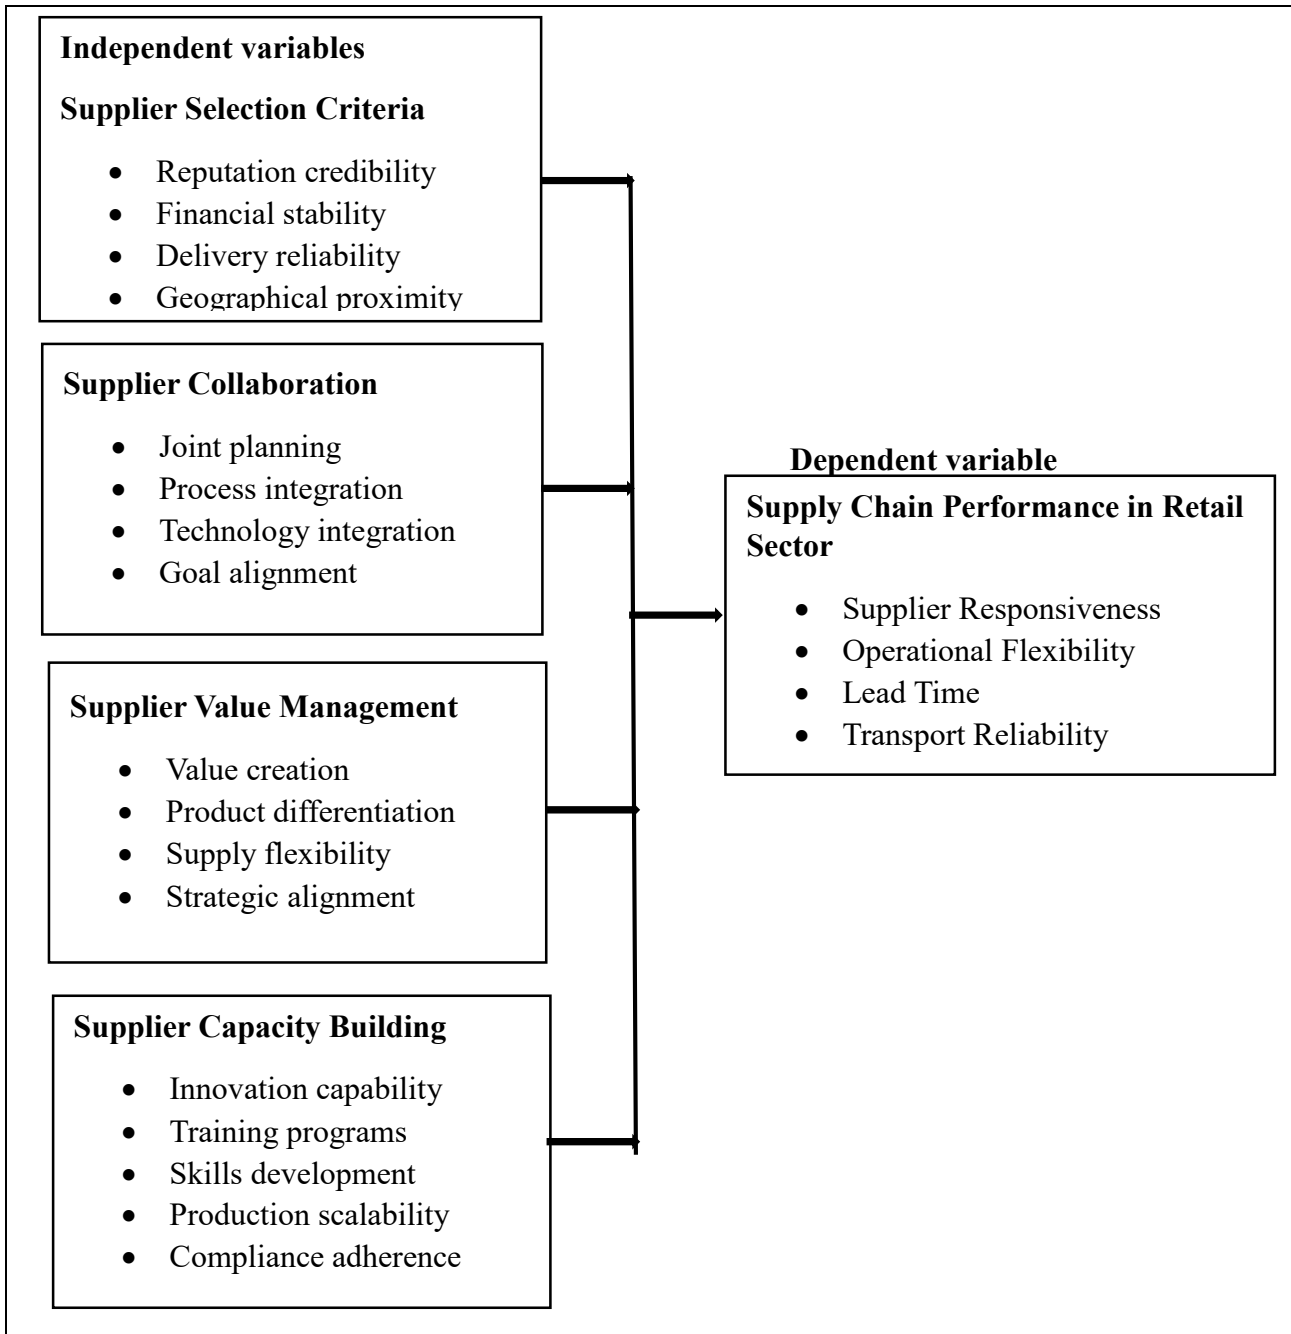 Independent variables
Supplier Selection Criteria
• Reputation credibility
• Financial stability
• Delivery reliability
• Geographical proximity
Supplier Collaboration
• Joint planning
• Process integration
• Technology integration
• Goal alignment
Supplier Value Management
• Value creation
• Product differentiation
• Supply flexibility
• Strategic alignment
Supplier Capacity Building
• Innovation capability
• Training programs
• Skills development
• Production scalability
• Compliance adherence
Dependent variable
Supply Chain Performance in Retail
Sector
• Supplier Responsiveness
• Operational Flexibility
• Lead Time
• Transport Reliability